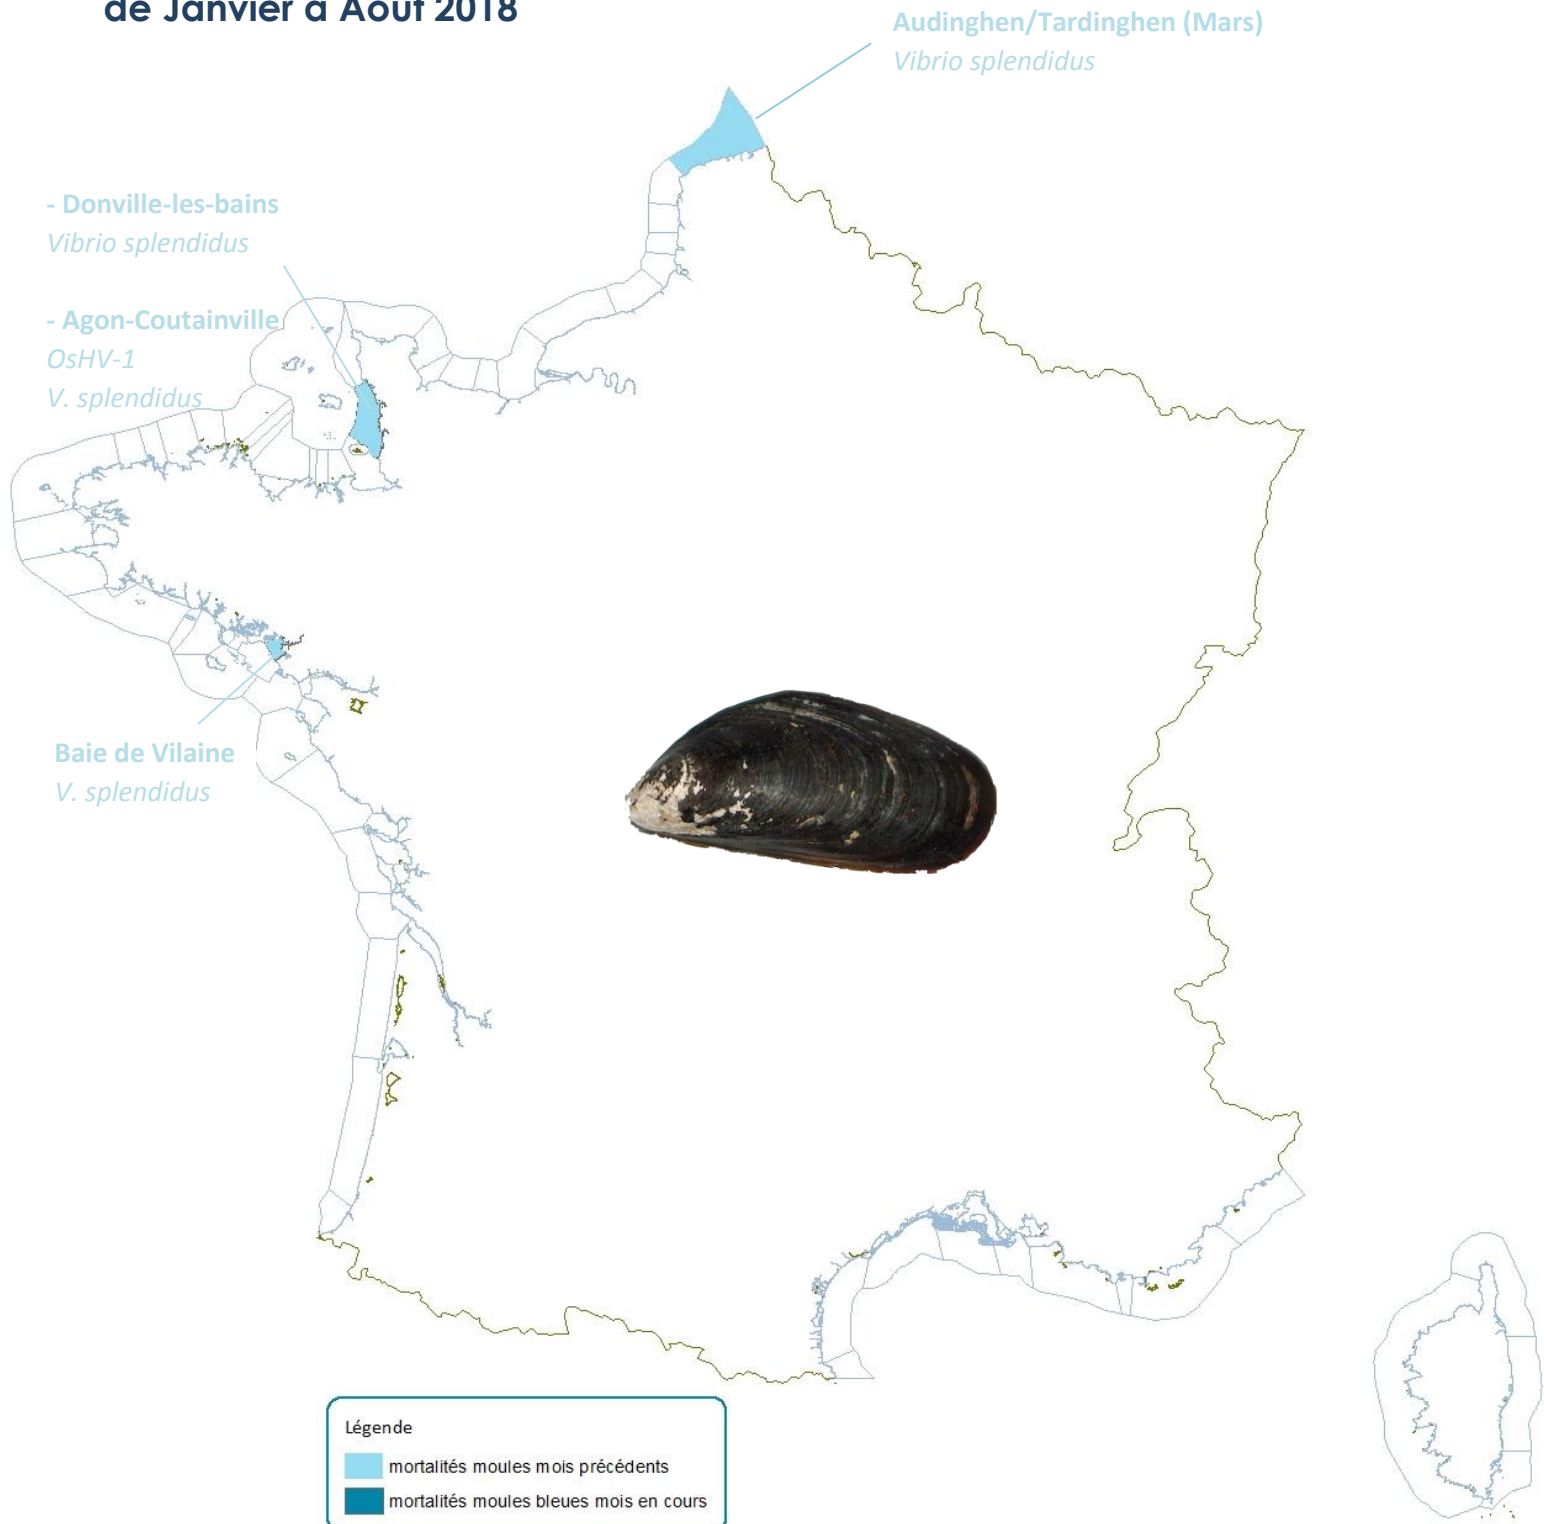 de Janvier à Août 2018
Audinghen/Tardinghen (Mars)
Vibrio splendidus
- Donville-les-bains
Vibrio splendidus
- Agon-Coutainville
OsHV-1
V. splendidus
Baie de Vilaine
V. splendidus
Légende
mortalités moules mois précédents
mortalités moules bleues mois en cours